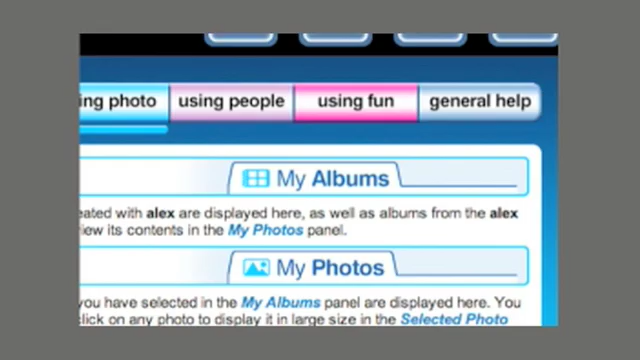 ing photo using people using fun general help
My Albums
eated with alex are displayed here, as well as albums from the alex
iew its contents in the My Photos panel.
My Photos
you have selected in the My Albums panel are displayed here. You
click on any photo to display it in large size in the Selected Photo